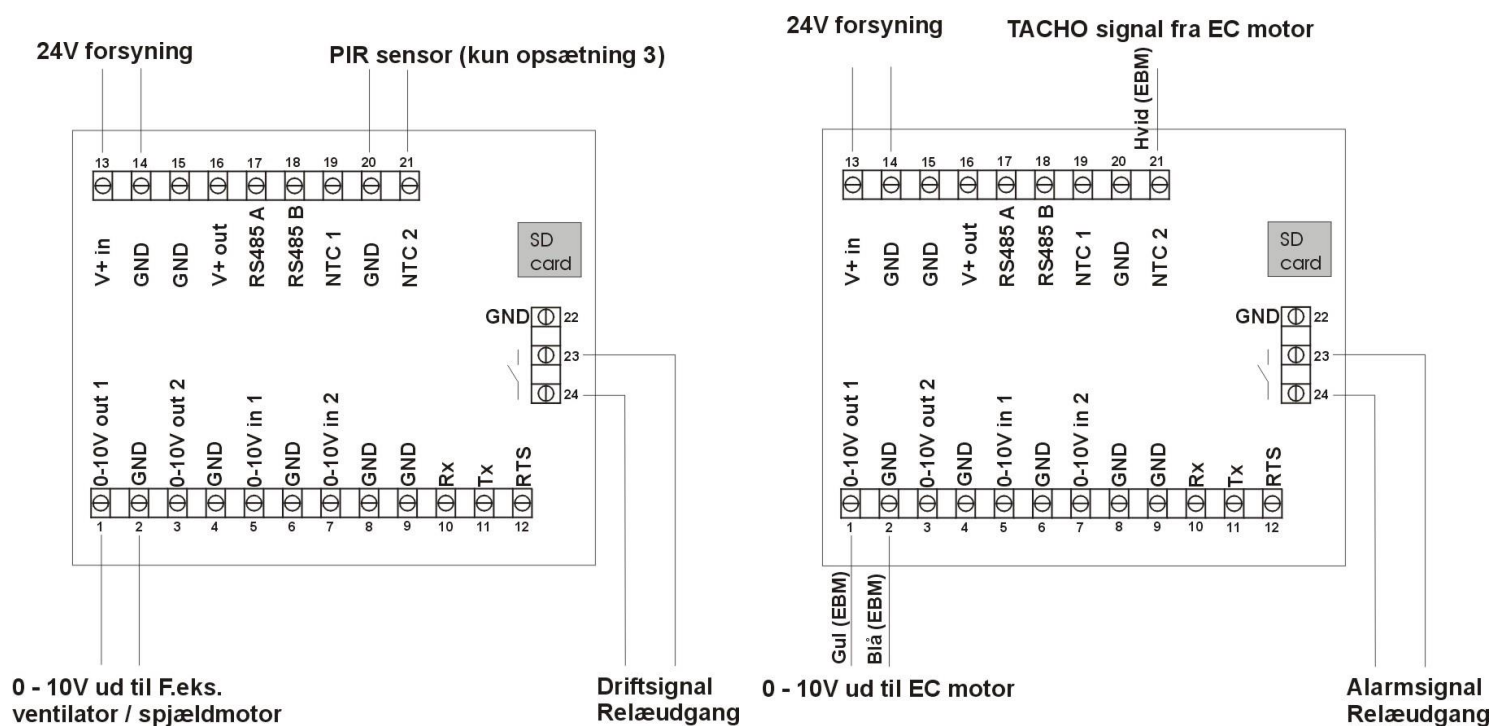 24V forsyning
PIR sensor (kun opsætning 3)
13 14 15 16 17 18 19 20 21
V+ in
GND
GND
V+ out
RS485 A
RS485 B
NTC 1
GND
NTC 2
SD
card
GND 22
23
24
0-10V out 1
GND
0-10V out 2
GND
0-10V in 1
GND
0-10V in 2
GND
GND
Rx
Tx
RTS
1 2 3 4 5 6 7 8 9 10 11 12
0 - 10V ud til F.eks.
ventilator / spjældmotor
Driftsignal
Relæudgang
24V forsyning
TACHO signal fra EC motor
Hvid (EBM)
13 14 15 16 17 18 19 20 21
V+ in
GND
GND
V+ out
RS485 A
RS485 B
NTC 1
GND
NTC 2
SD
card
GND 22
23
24
0-10V out 1
GND
0-10V out 2
GND
0-10V in 1
GND
0-10V in 2
GND
GND
Rx
Tx
RTS
1 2 3 4 5 6 7 8 9 10 11 12
Gul (EBM)
Blå (EBM)
0 - 10V ud til EC motor
Alarmsignal
Relæudgang